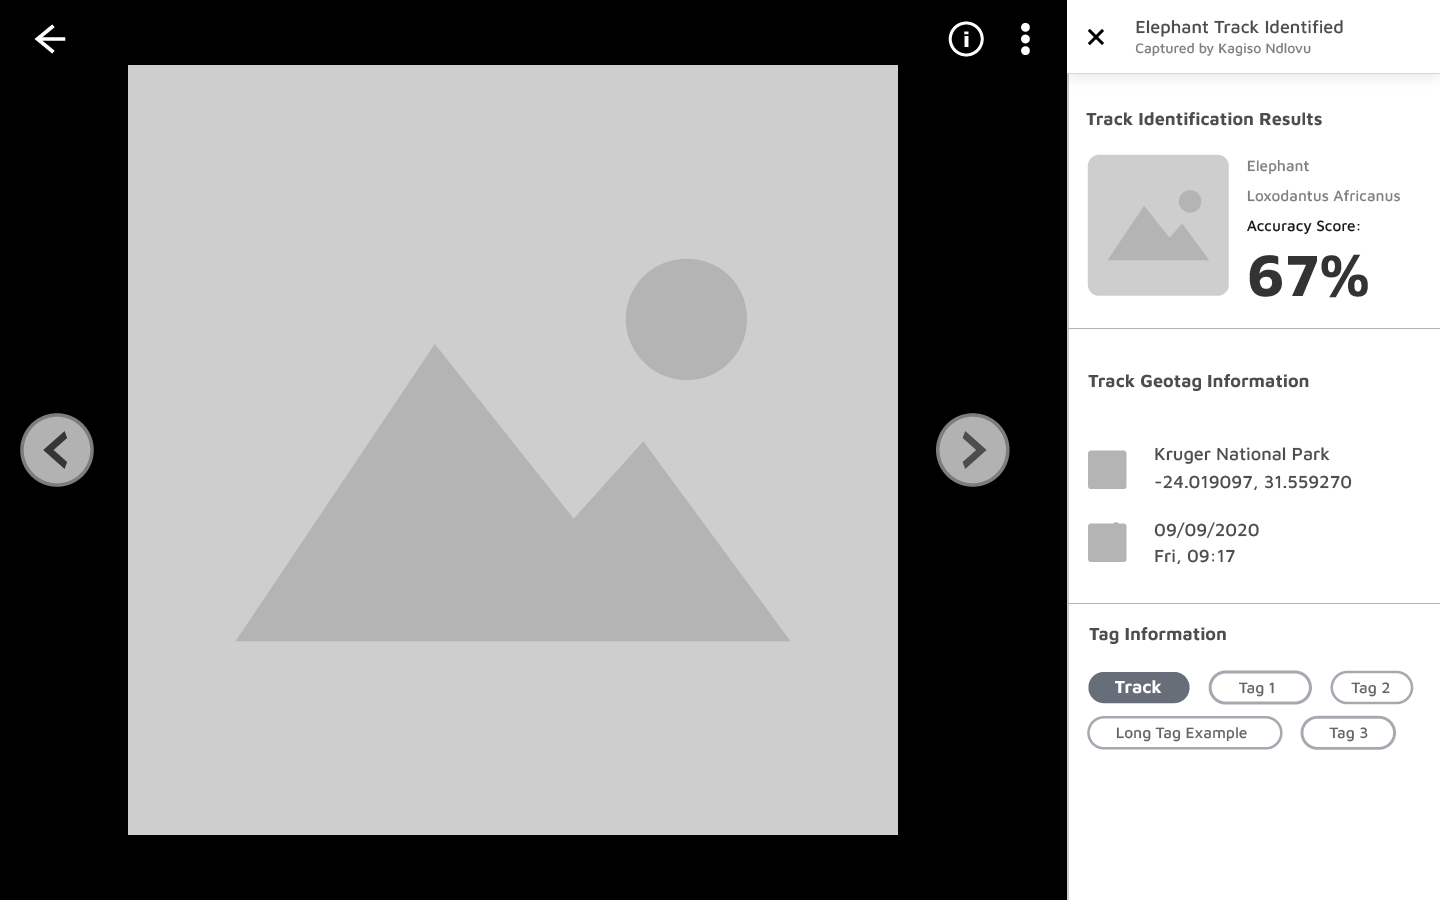 Elephant Track Identified
Captured by Kagiso Ndlovu
Track Identification Results
Elephant
Loxodantus Africanus
Accuracy Score:
67%
Track Geotag Information
Kruger National Park
-24.019097, 31.559270
09/09/2020
Fri, 09:17
Tag Information
Track
Tag 1
Tag 2
Long Tag Example
Tag 3